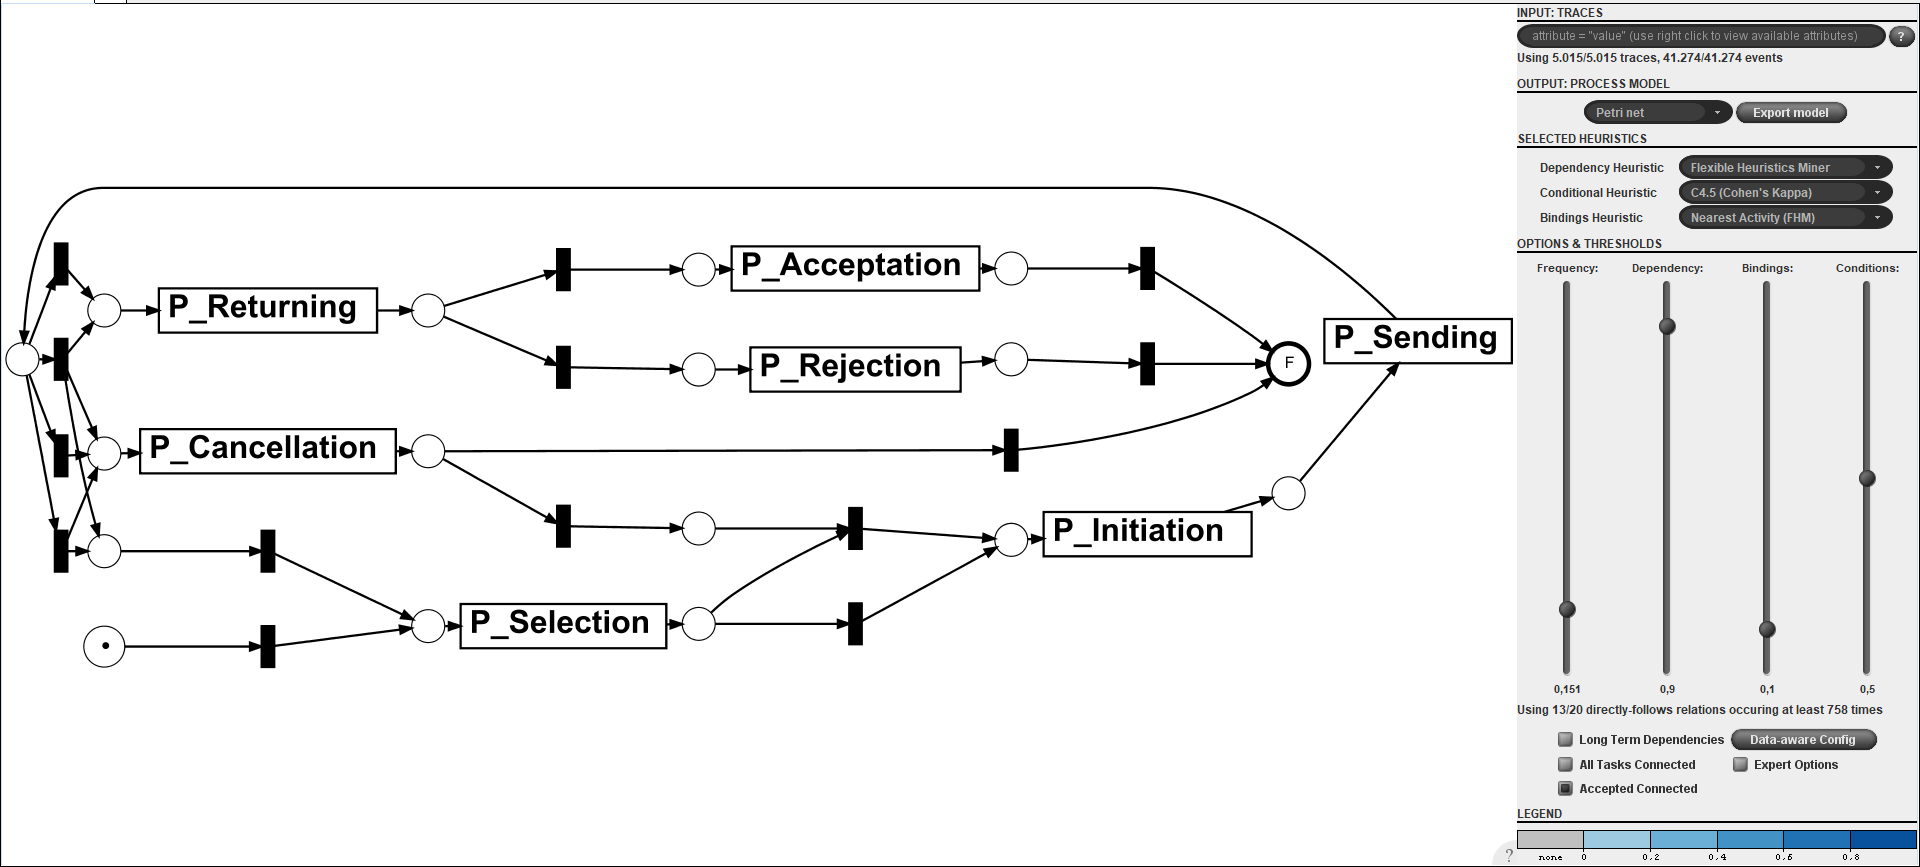 P_Acceptation
P_Returning
P_Sending
P_Rejection
F
P_Cancellation
P_Initiation
P_Selection
?
INPUT: TRACES
attribute = "value" (use right click to view available attributes)
?
Using 5.015/5.015 traces, 41.274/41.274 events
OUTPUT: PROCESS MODEL
Petri net
Export model
SELECTED HEURISTICS
Dependency Heuristic
Flexible Heuristics Miner
Conditional Heuristic
C4.5 (Cohen's Kappa)
Bindings Heuristic
Nearest Activity (FHM)
OPTIONS & THRESHOLDS
Frequency: Dependency: Bindings: Conditions:
0,151 0,9 0,1 0,5
Using 13/20 directly-follows relations occuring at least 758 times
Long Term Dependencies
Data-aware Config
All Tasks Connected
Expert Options
Accepted Connected
LEGEND
none 0 0,2 0,4 0,6 0,8